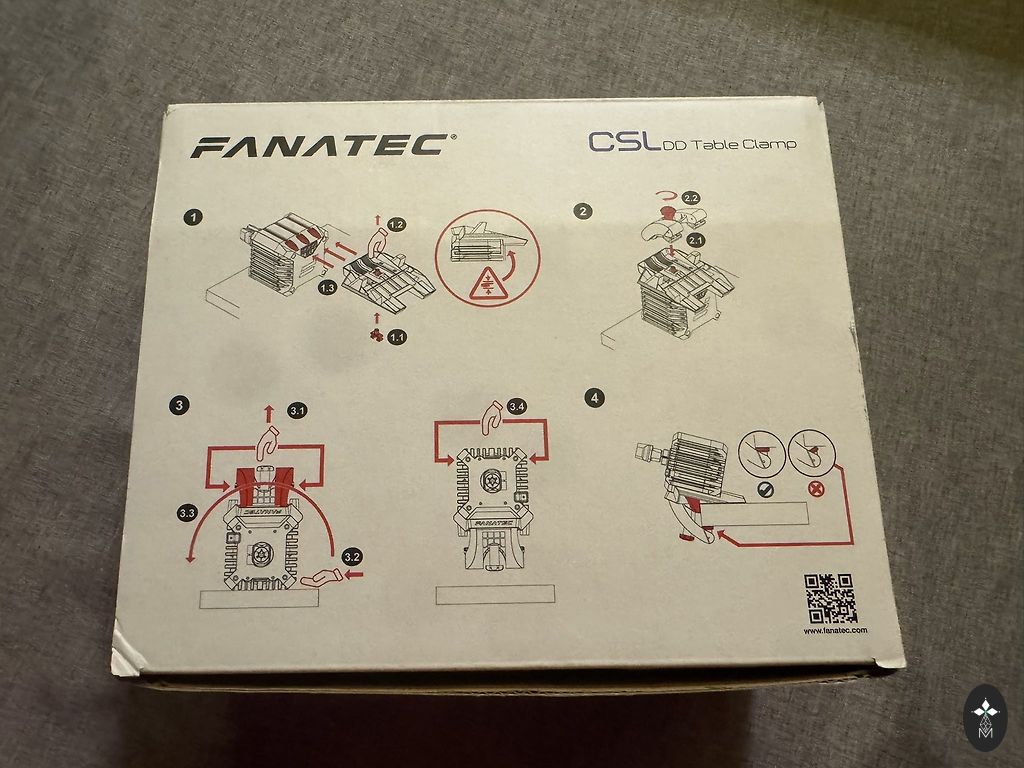 FANATEC®
CSL DD Table Clamp
1
1.2
1.3
1.1
2
2.2
2.1
3
3.1
3.3
3.2
FANATEC
3.4
FANATEC
4
www.fanatec.com
M